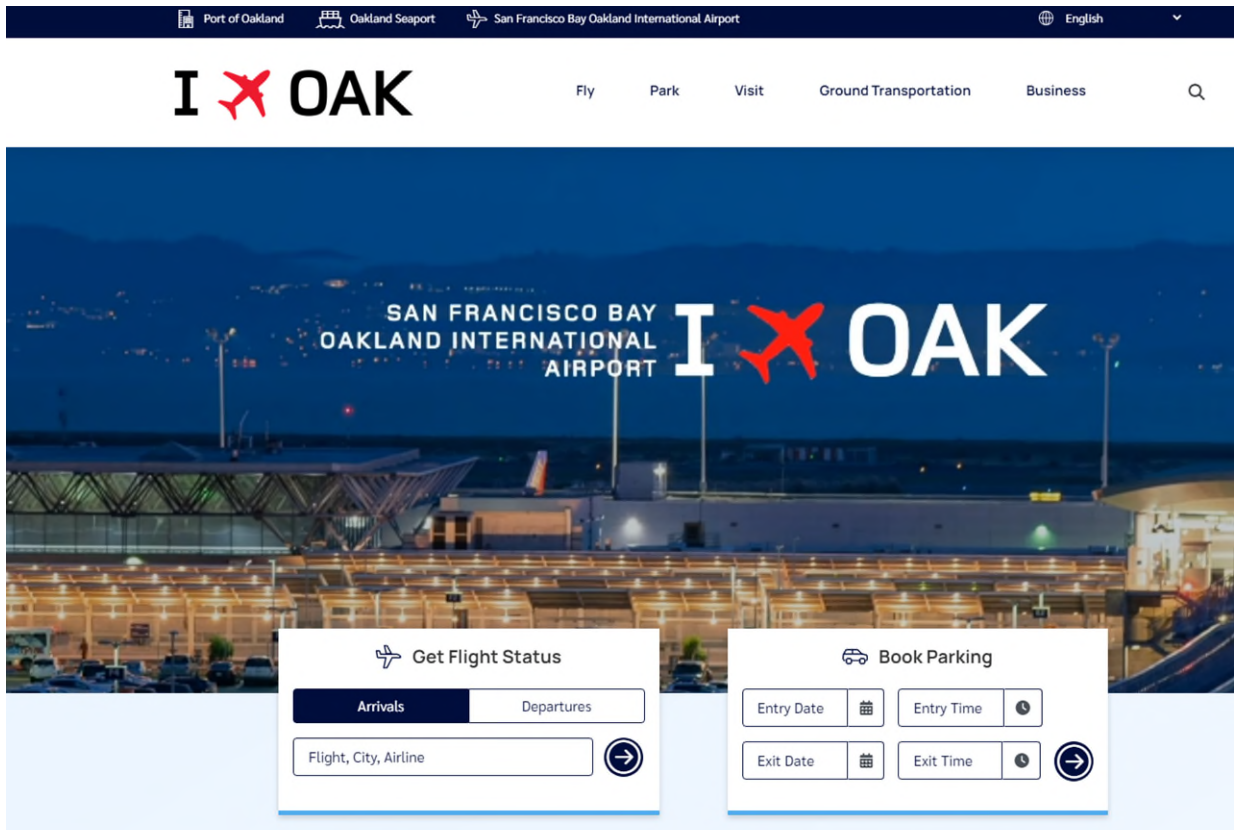 Port of Oakland
Oakland Seaport
San Francisco Bay Oakland International Airport
English
I OAK
Fly
Park
Visit
Ground Transportation
Business
SAN FRANCISCO BAY
OAKLAND INTERNATIONAL
AIRPORT
I OAK
Get Flight Status
Arrivals
Departures
Flight, City, Airline
Book Parking
Entry Date
Entry Time
Exit Date
Exit Time